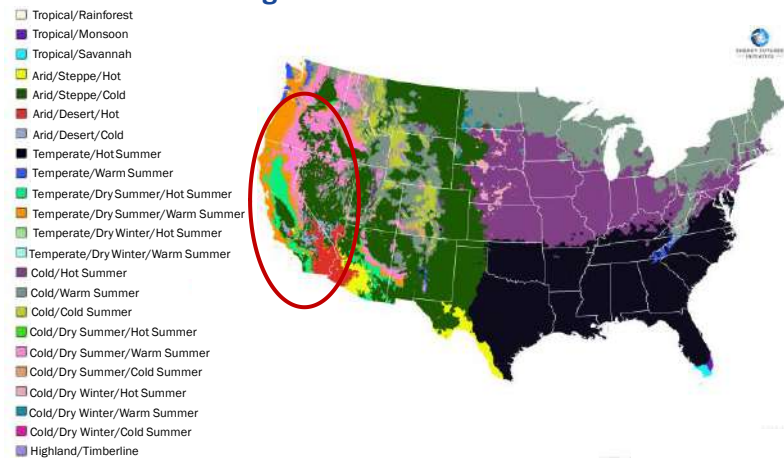 Tropical/Rainforest
Tropical/Monsoon
Tropical/Savannah
Arid/Steppe/Hot
Arid/Steppe/Cold
Arid/Desert/Hot
Arid/Desert/Cold
Temperate/Hot Summer
Temperate/Warm Summer
Temperate/Dry Summer/Hot Summer
Temperate/Dry Summer/Warm Summer
Temperate/Dry Winter/Hot Summer
Temperate/Dry Winter/Warm Summer
Cold/Hot Summer
Cold/Warm Summer
Cold/Cold Summer
Cold/Dry Summer/Hot Summer
Cold/Dry Summer/Warm Summer
Cold/Dry Summer/Cold Summer
Cold/Dry Winter/Hot Summer
Cold/Dry Winter/Warm Summer
Cold/Dry Winter/Cold Summer
Highland/Timberline
ENERGY FUTURES
INITIATIVE